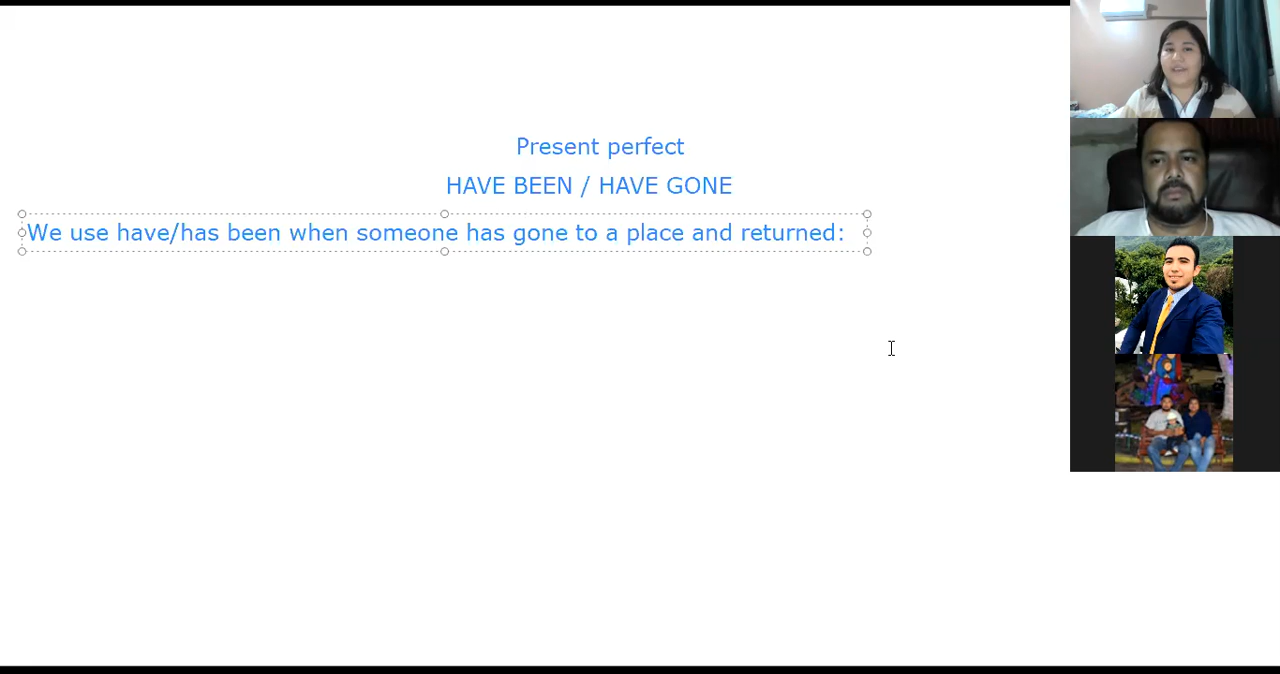 Present perfect
HAVE BEEN / HAVE GONE
We use have/has been when someone has gone to a place and returned: